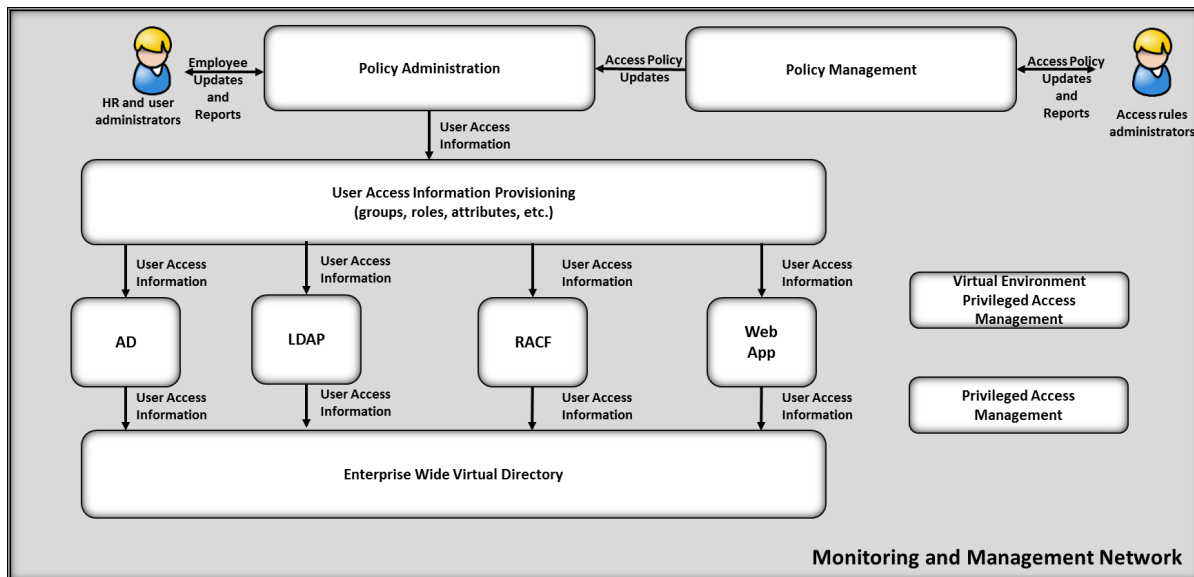 HR and user
administrators
Employee
Updates
and
Reports
Policy Administration
Access Policy
Updates
Policy Management
Access Policy
Updates
and
Reports
Access rules
administrators
User Access
Information
User Access Information Provisioning
(groups, roles, attributes, etc.)
User Access
Information
User Access
Information
User Access
Information
User Access
Information
AD
LDAP
RACF
Web
App
Virtual Environment
Privileged Access
Management
User Access
Information
User Access
Information
User Access
Information
User Access
Information
Privileged Access
Management
Enterprise Wide Virtual Directory
Monitoring and Management Network